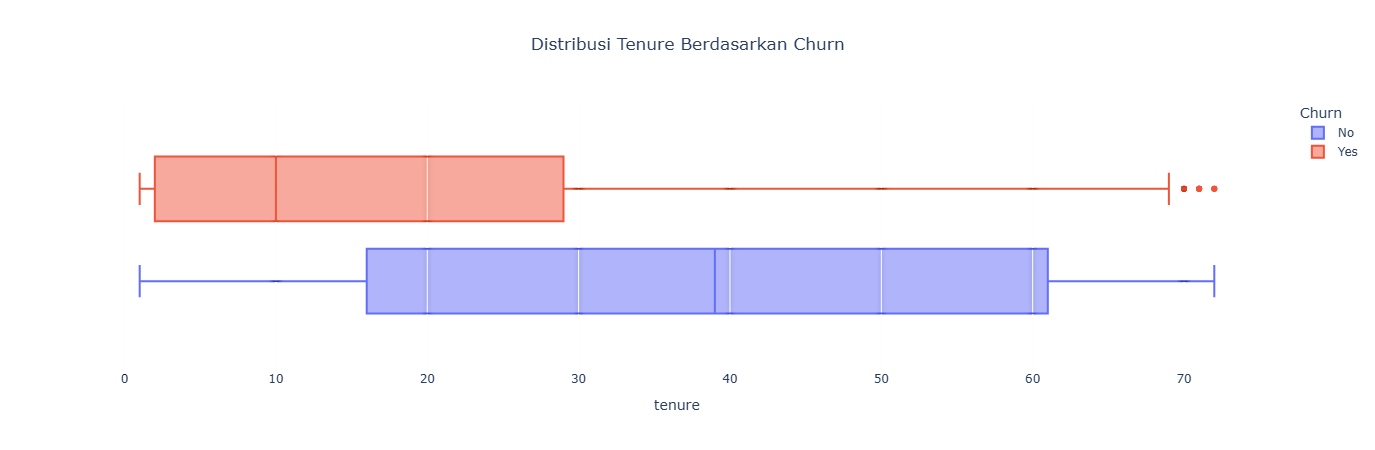 Distribusi Tenure Berdasarkan Churn
Churn
No
Yes
0 10 20 30 40 50 60 70
tenure